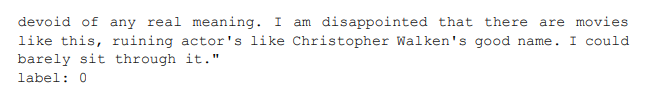 devoid of any real meaning. I am disappointed that there are movies
like this, ruining actor's like Christopher Walken's good name. I could
barely sit through it."
label: 0